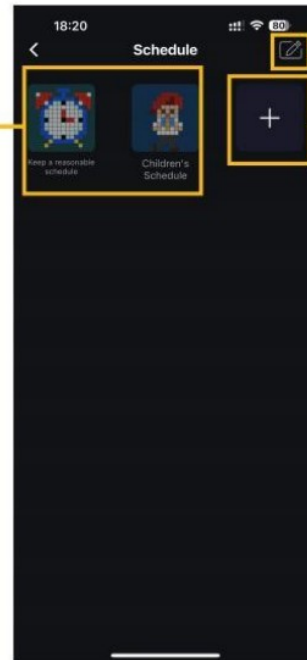 18:20
80
Schedule
Keep a reasonable
schedule
Children's
Schedule